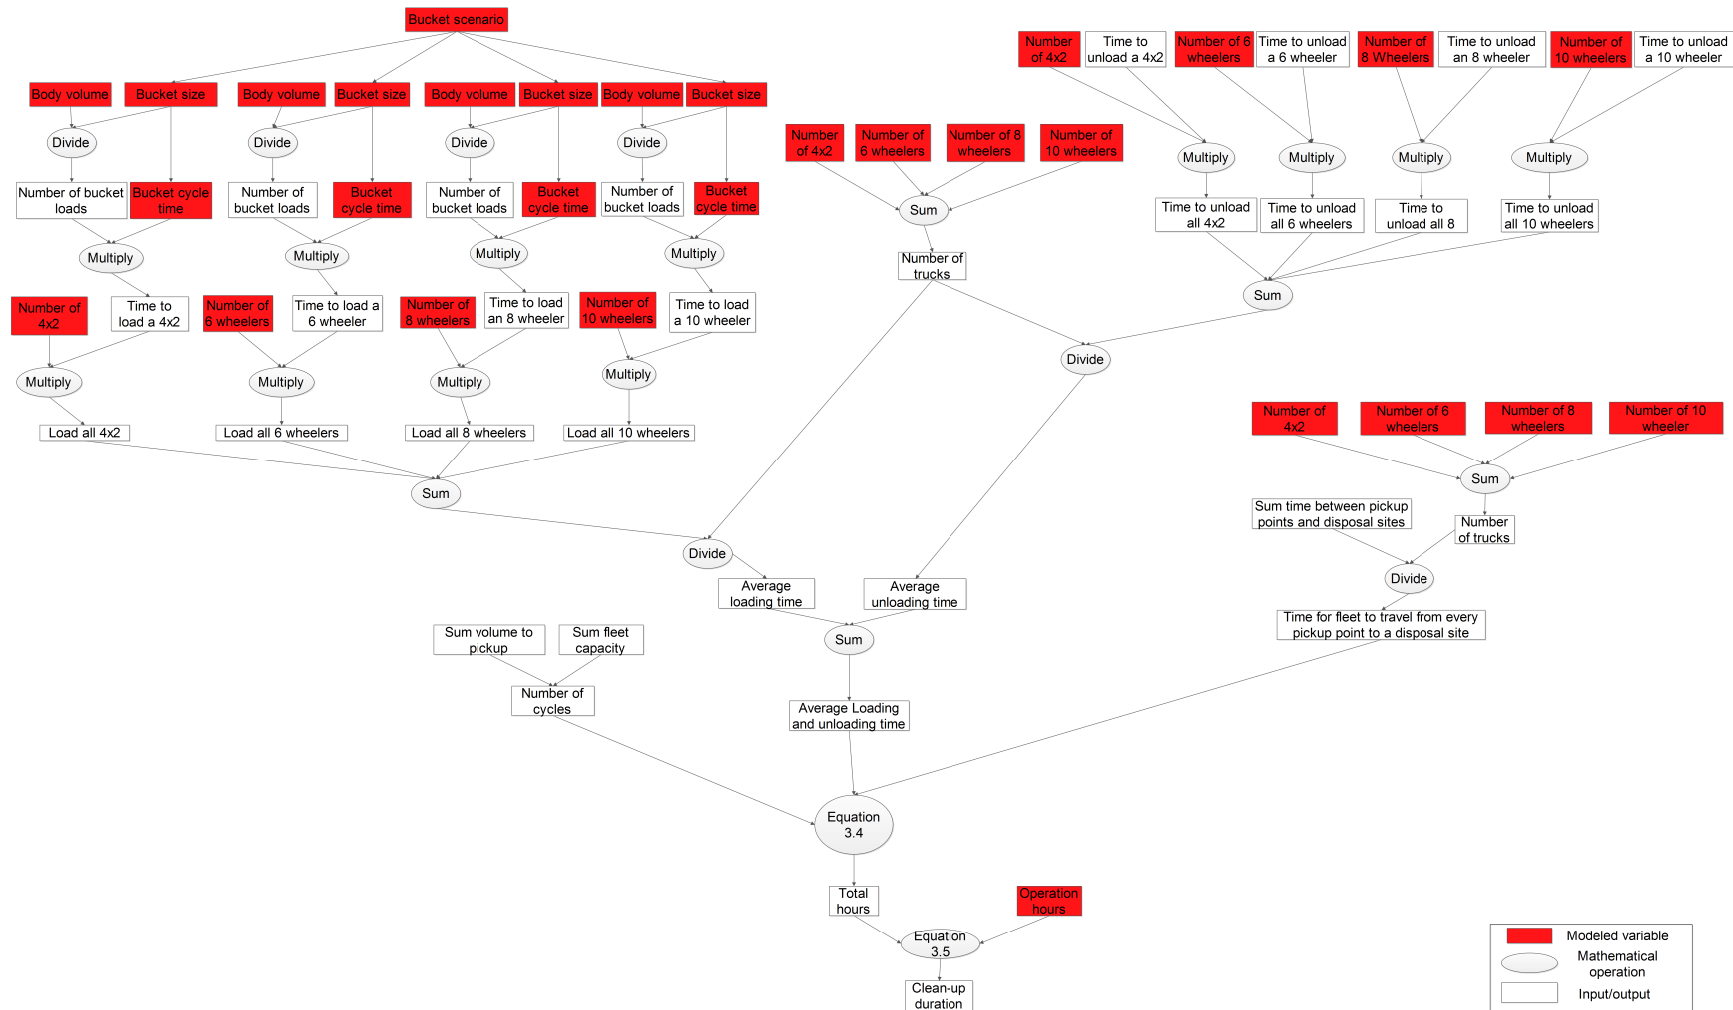 Bucket scenario
Number
of 4x2
Time to
unload a 4x2
Number of 6
wheelers
Time to unload
a 6 wheeler
Number of
8 Wheelers
Time to unload
an 8 wheeler
Number of
10 wheelers
Time to unload
a 10 wheeler
Body volume
Bucket size
Body volume
Bucket size
Body volume
Bucket size
Body volume
Bucket size
Divide
Divide
Divide
Divide
Number
of 4x2
Number of
6 wheelers
Number of 8
wheelers
Number of
10 wheelers
Multiply
Multiply
Multiply
Multiply
Number of bucket
loads
Bucket cycle
time
Number of
bucket loads
Bucket
cycle time
Number of
bucket loads
Bucket
cycle time
Number of
bucket loads
Bucket
cycle time
Sum
Time to unload
all 4x2
Time to unload
all 6 wheelers
Time to
unload all 8
Time to unload
all 10 wheelers
Multiply
Multiply
Multiply
Multiply
Number of
trucks
Sum
Number of
4x2
Time to
load a 4x2
Number of
6 wheelers
Time to load a
6 wheeler
Number of
8 wheelers
Time to load
an 8 wheeler
Number of
10 wheelers
Time to load
a 10 wheeler
Divide
Multiply
Multiply
Multiply
Multiply
Load all 4x2
Load all 6 wheelers
Load all 8 wheelers
Load all 10 wheelers
Number of
4x2
Number of 6
wheelers
Number of 8
wheelers
Number of 10
wheeler
Sum
Sum
Sum time between pickup
points and disposal sites
Number
of trucks
Divide
Divide
Average
loading time
Average
unloading time
Time for fleet to travel from every
pickup point to a disposal site
Sum volume to
pickup
Sum fleet
capacity
Sum
Number of
cycles
Average Loading
and unloading time
Equation
3.4
Total
hours
Operation
hours
Equation
3.5
Clean-up
duration
Modeled variable
Mathematical
operation
Input/output